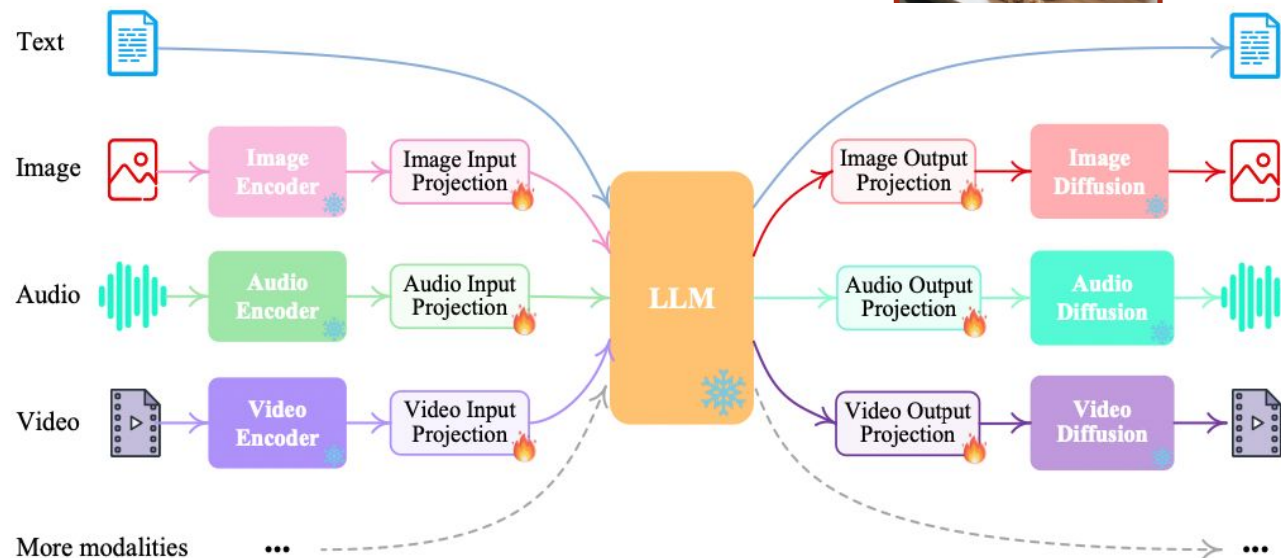 Text
Image
Image
Encoder
Image Input
Projection
Image Output
Projection
Image
Diffusion
Audio
Audio
Encoder
Audio Input
Projection
LLM
Audio Output
Projection
Audio
Diffusion
Video
Video
Encoder
Video Input
Projection
Video Output
Projection
Video
Diffusion
More modalities
...
...